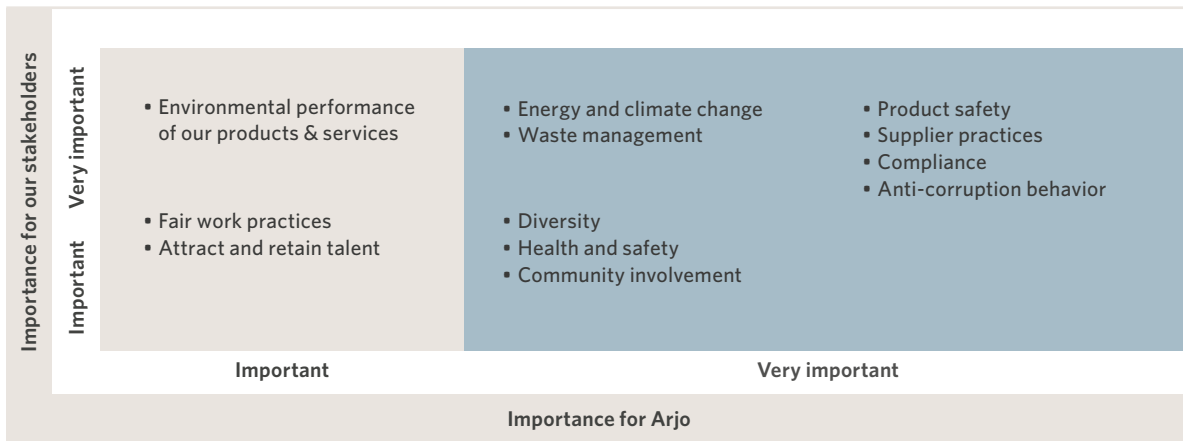 Importance for our stakeholders
Very important
Important
• Environmental performance
of our products & services
• Fair work practices
• Attract and retain talent
• Energy and climate change
• Waste management
• Diversity
• Health and safety
• Community involvement
• Product safety
• Supplier practices
• Compliance
• Anti-corruption behavior
Important
Very important
Importance for Arjo